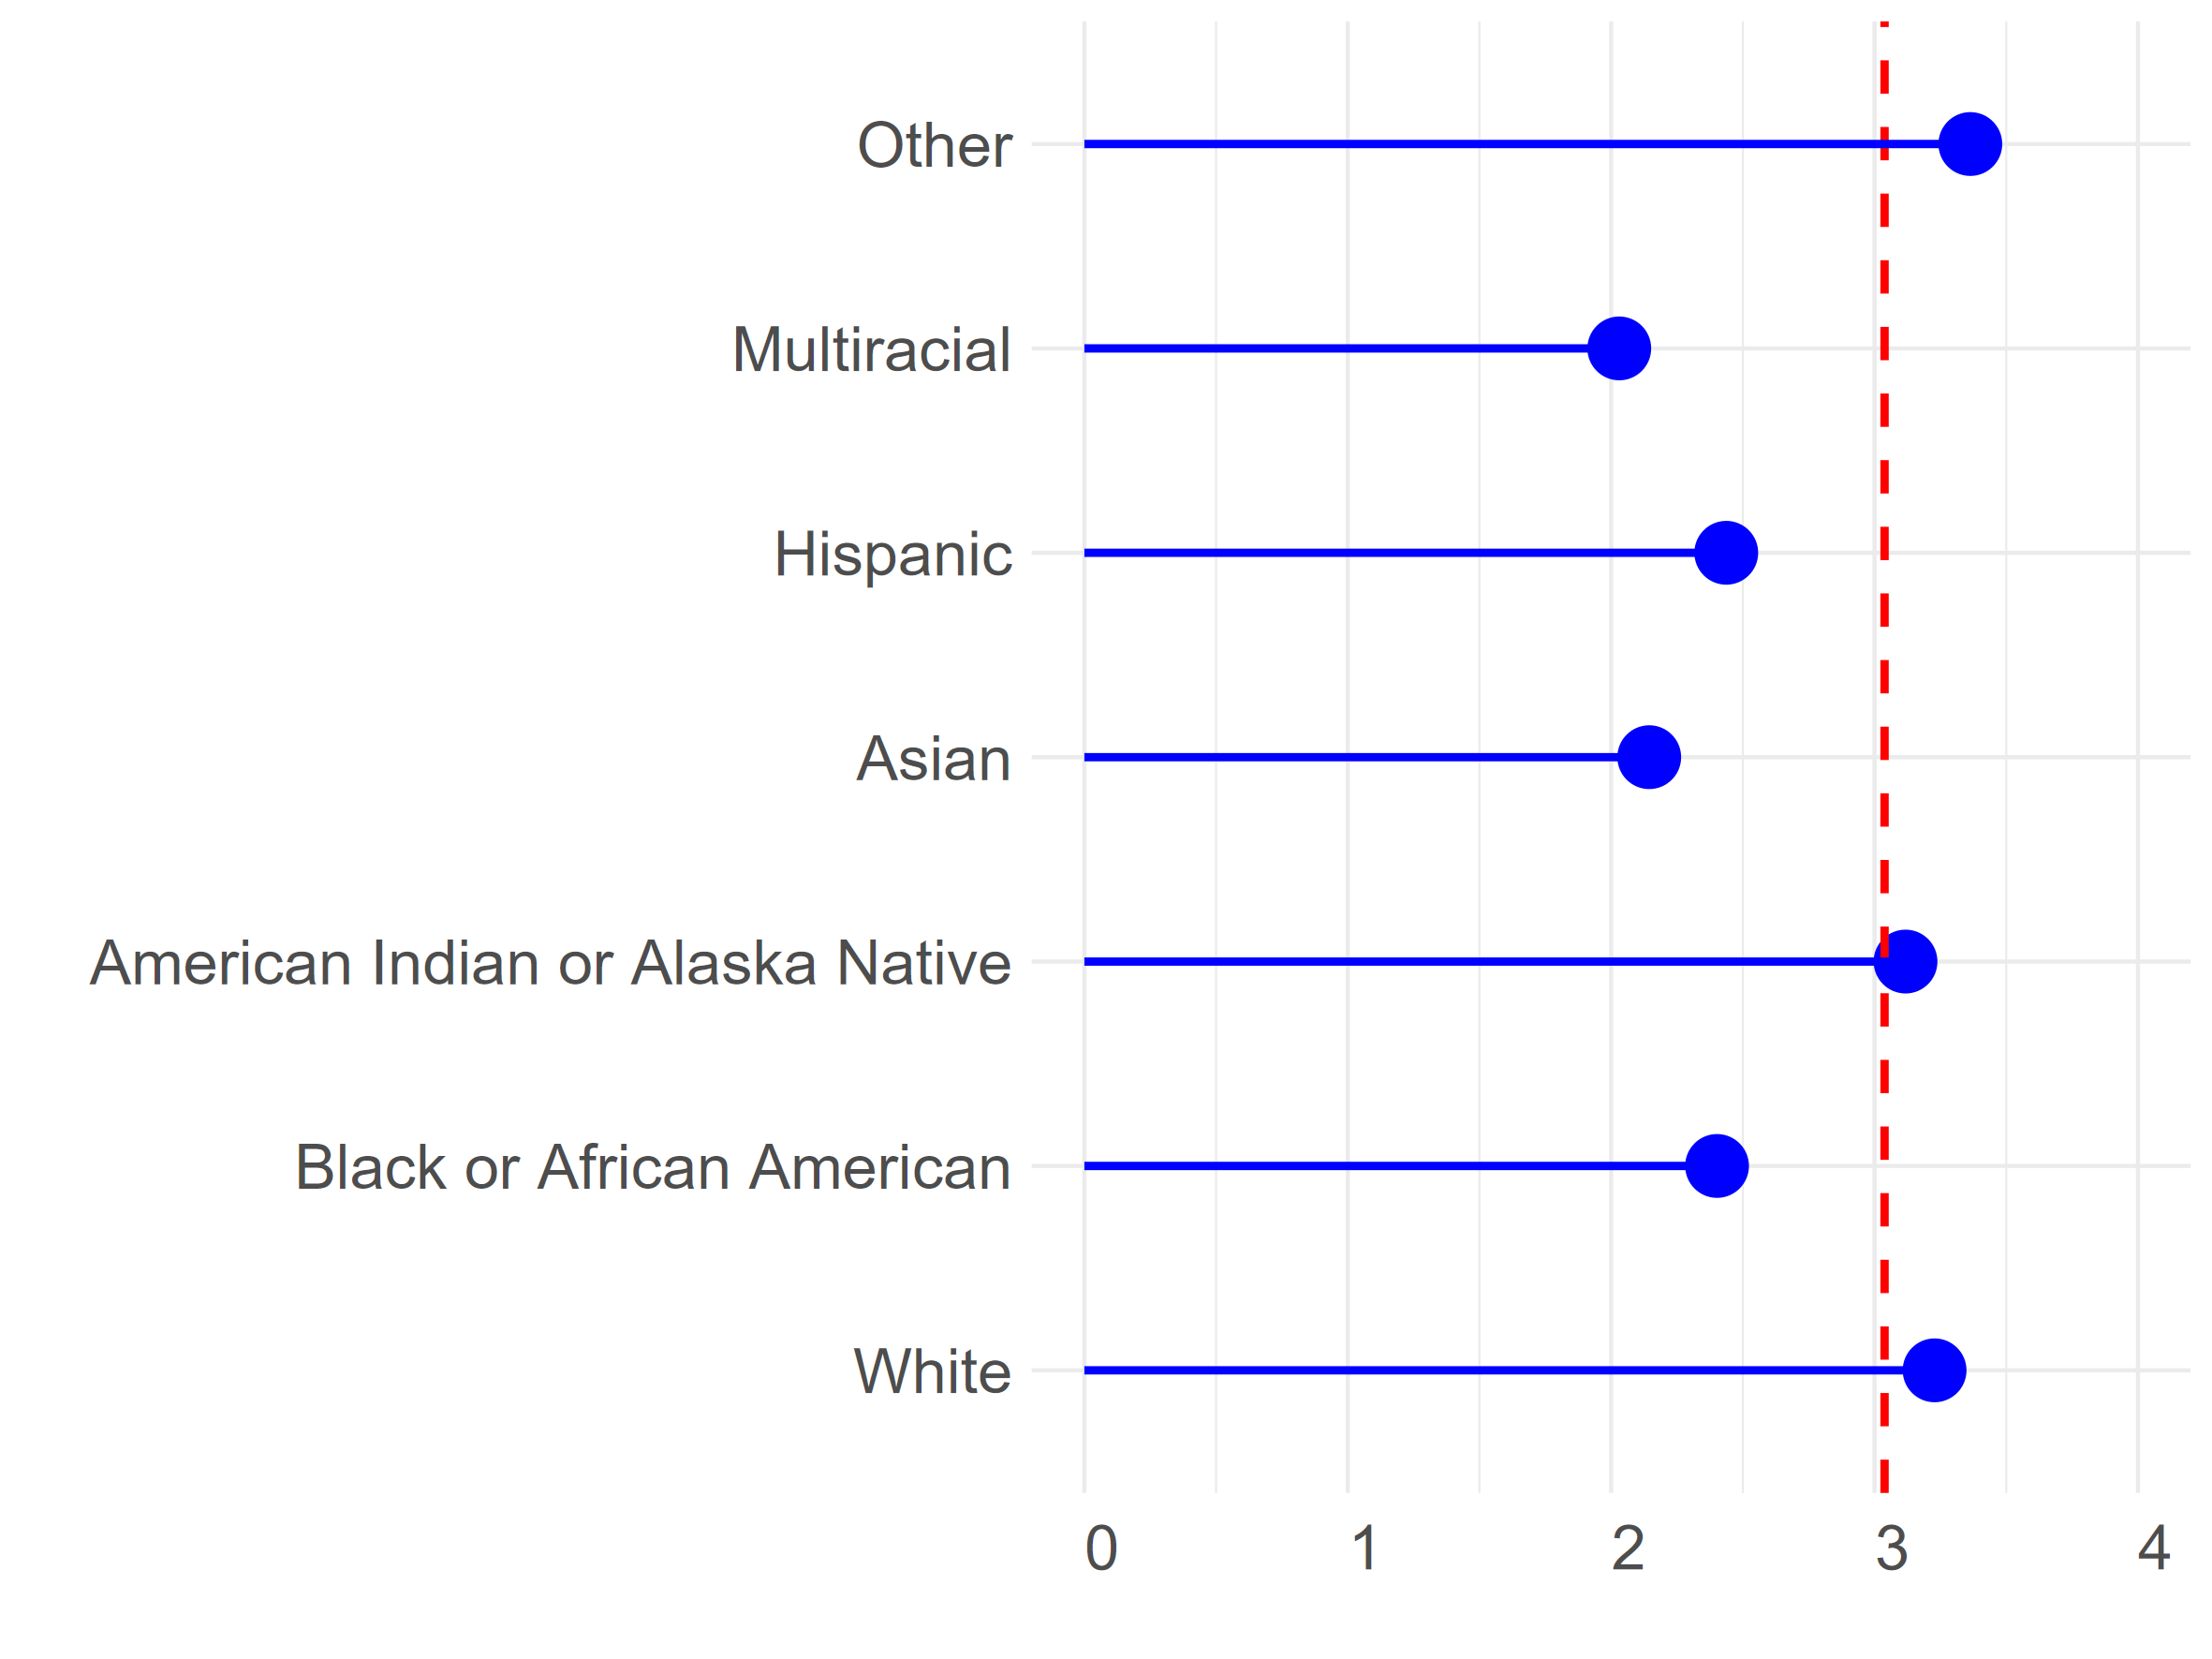 Other
Multiracial
Hispanic
Asian
American Indian or Alaska Native
Black or African American
White
0 1 2 3 4